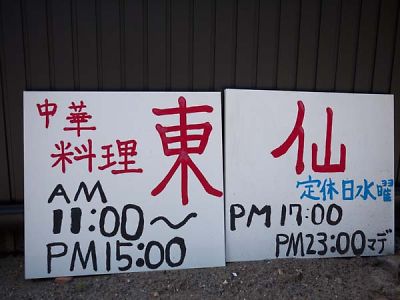 中華
料理
東
AM
11:00〜
PM15:00
仙
定休日水曜
PM17:00
PM23:00マデ